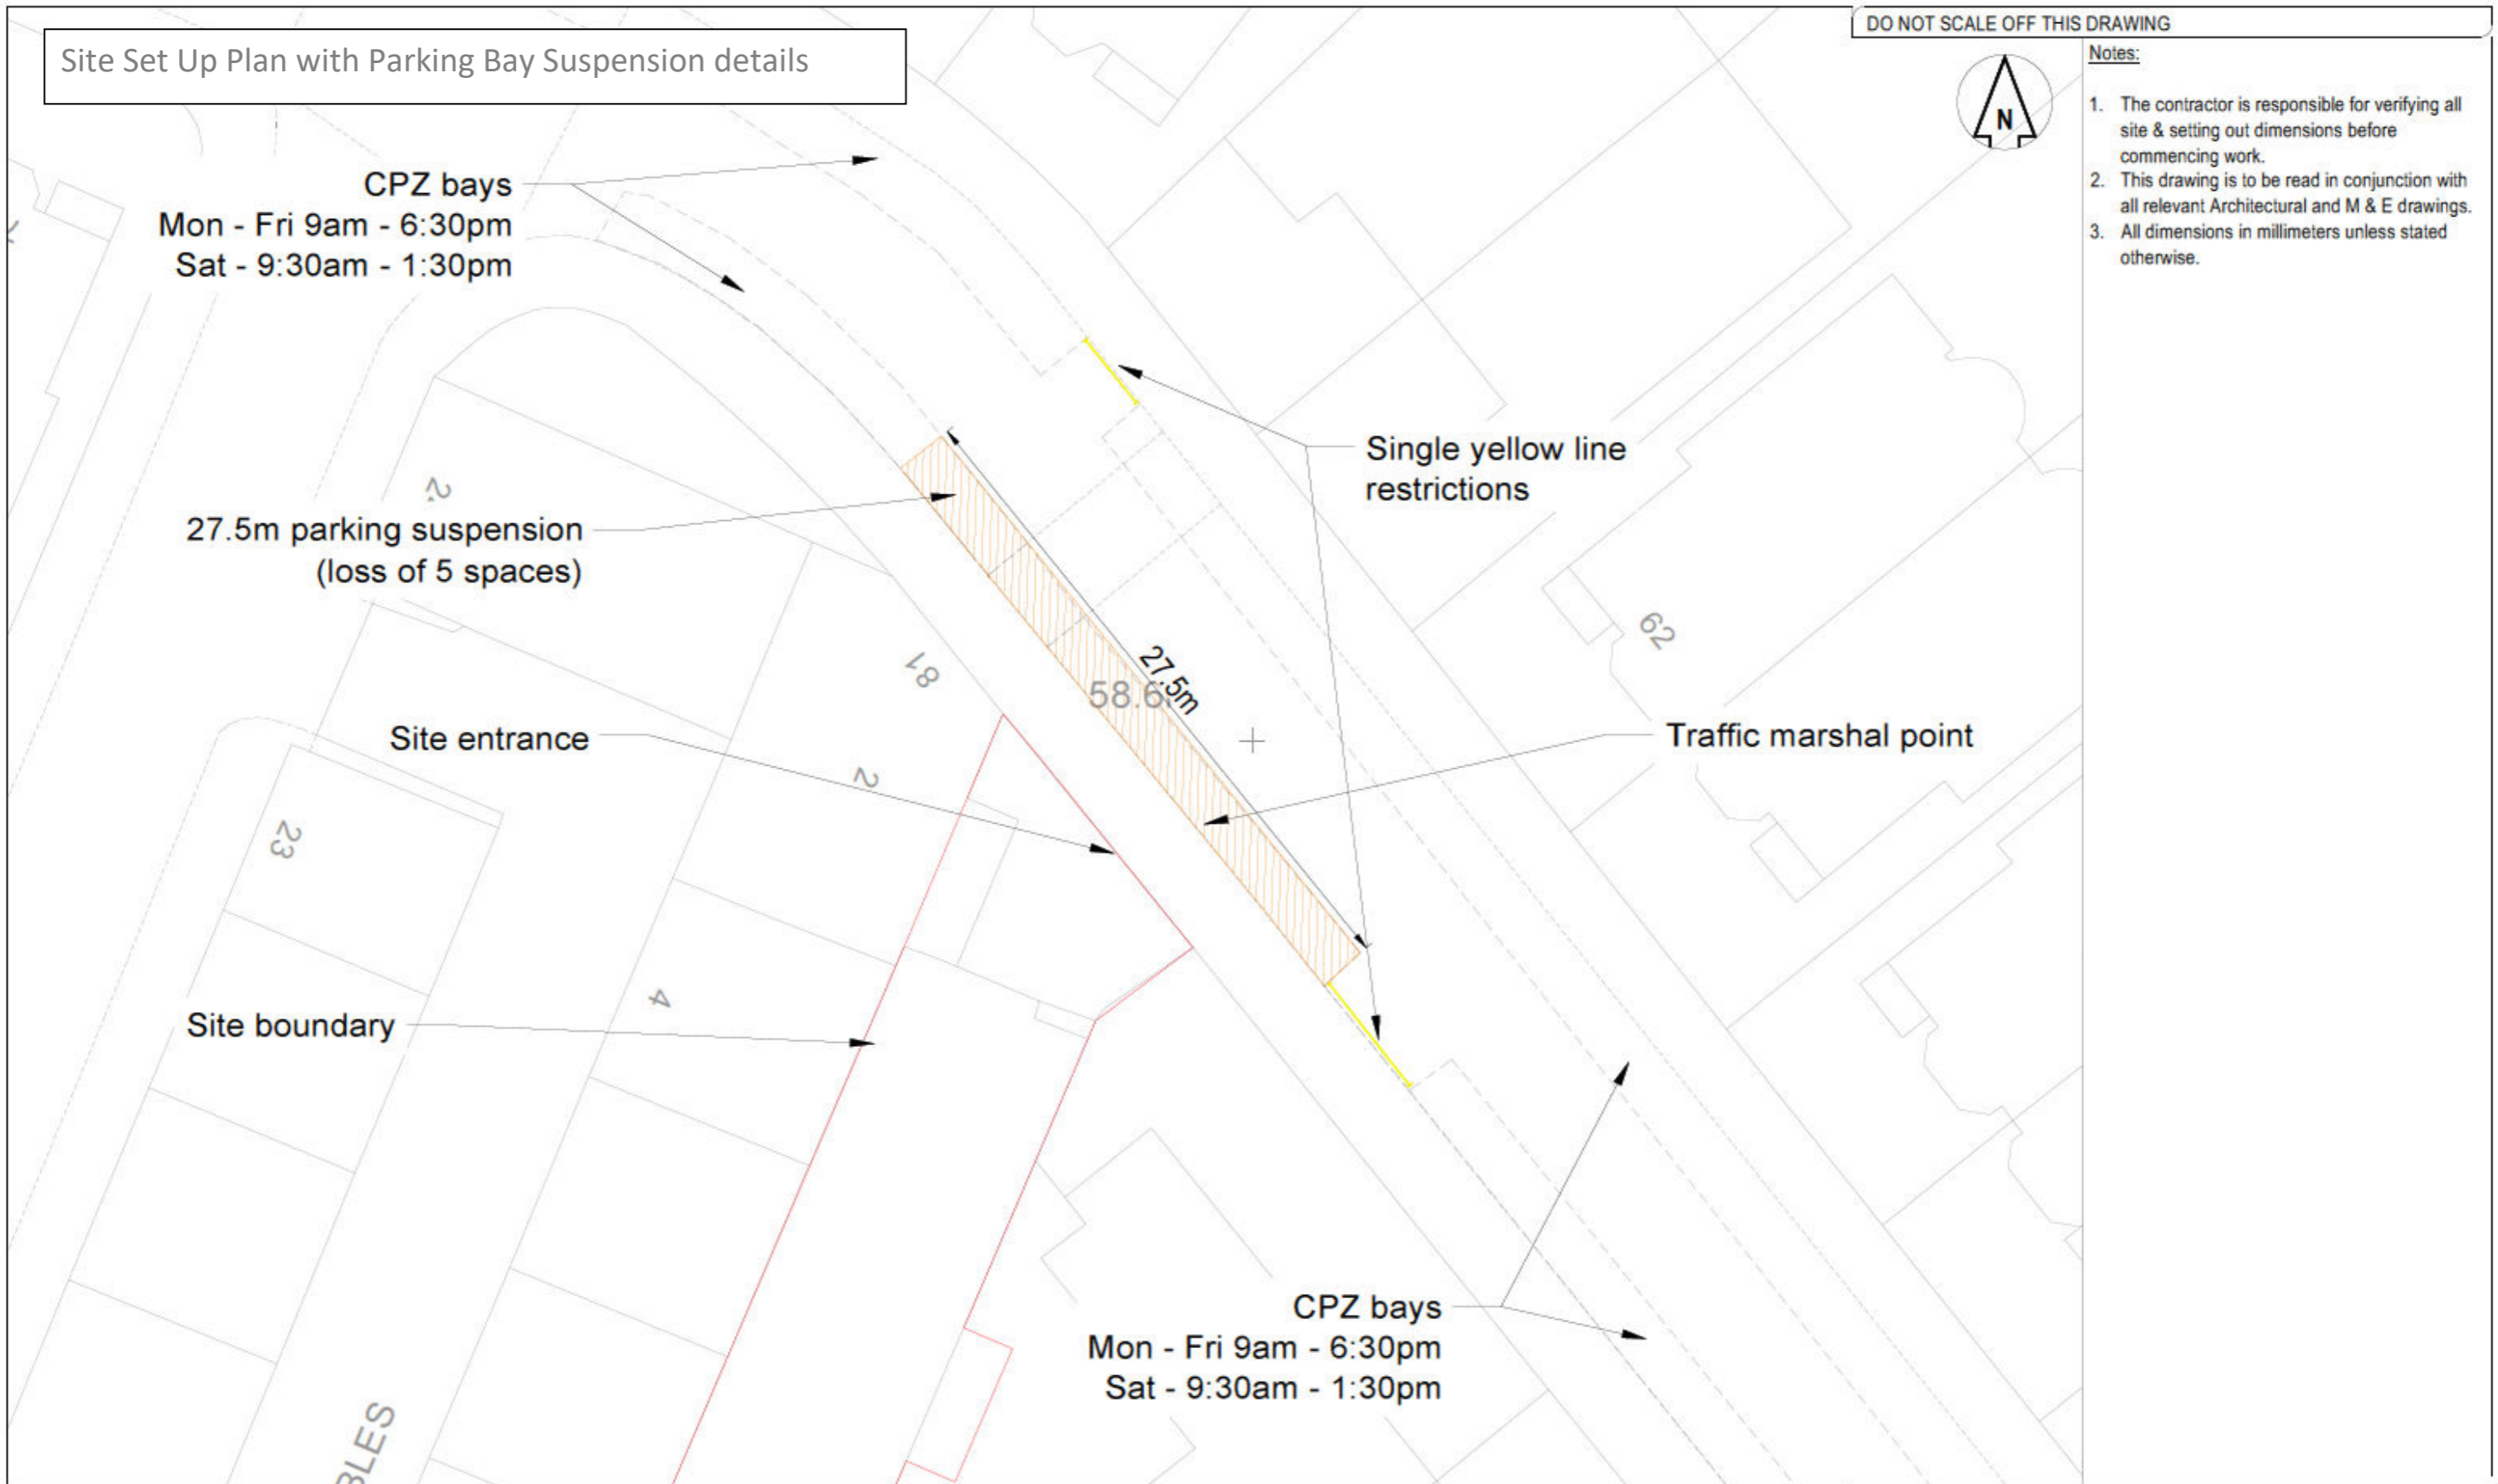 Site Set Up Plan with Parking Bay Suspension details
DO NOT SCALE OFF THIS DRAWING
Notes:
1. The contractor is responsible for verifying all
site & setting out dimensions before
commencing work.
2. This drawing is to be read in conjunction with
all relevant Architectural and M & E drawings.
3. All dimensions in millimeters unless stated
otherwise.
N
CPZ bays
Mon - Fri 9am - 6:30pm
Sat - 9:30am - 1:30pm
Single yellow line
restrictions
27.5m parking suspension
(loss of 5 spaces)
62
81
27.5m
58.6
Site entrance
2
Traffic marshal point
23
4
Site boundary
CPZ bays
Mon - Fri 9am - 6:30pm
Sat - 9:30am - 1:30pm